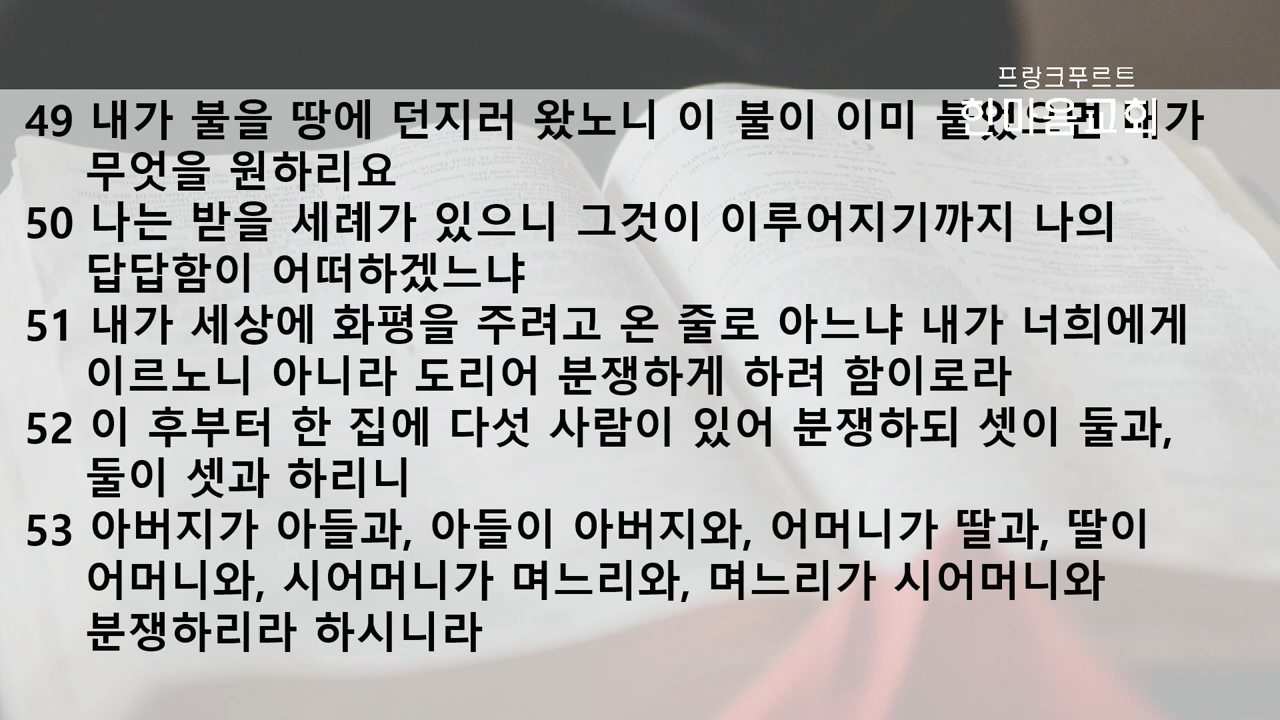 프랑크푸르트
한마음교회
49 내가 불을 땅에 던지러 왔노니 이 불이 이미 붙었으면 내가
무엇을 원하리요
50 나는 받을 세례가 있으니 그것이 이루어지기까지 나의
답답함이 어떠하겠느냐
51 내가 세상에 화평을 주려고 온 줄로 아느냐 내가 너희에게
이르노니 아니라 도리어 분쟁하게 하려 함이로라
52 이 후부터 한 집에 다섯 사람이 있어 분쟁하되 셋이 둘과,
둘이 셋과 하리니
53 아버지가 아들과, 아들이 아버지와, 어머니가 딸과, 딸이
어머니와, 시어머니가 며느리와, 며느리가 시어머니와
분쟁하리라 하시니라